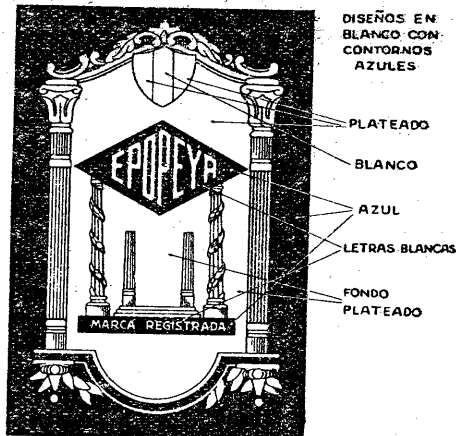 DISEÑOS EN
BLANCO CON
CONTORNOS
AZULES
PLATEADO
BLANCO
EPOPEYA
AZUL
LETRAS BLANCAS
FONDO
PLATEADO
MARCA REGISTRADA